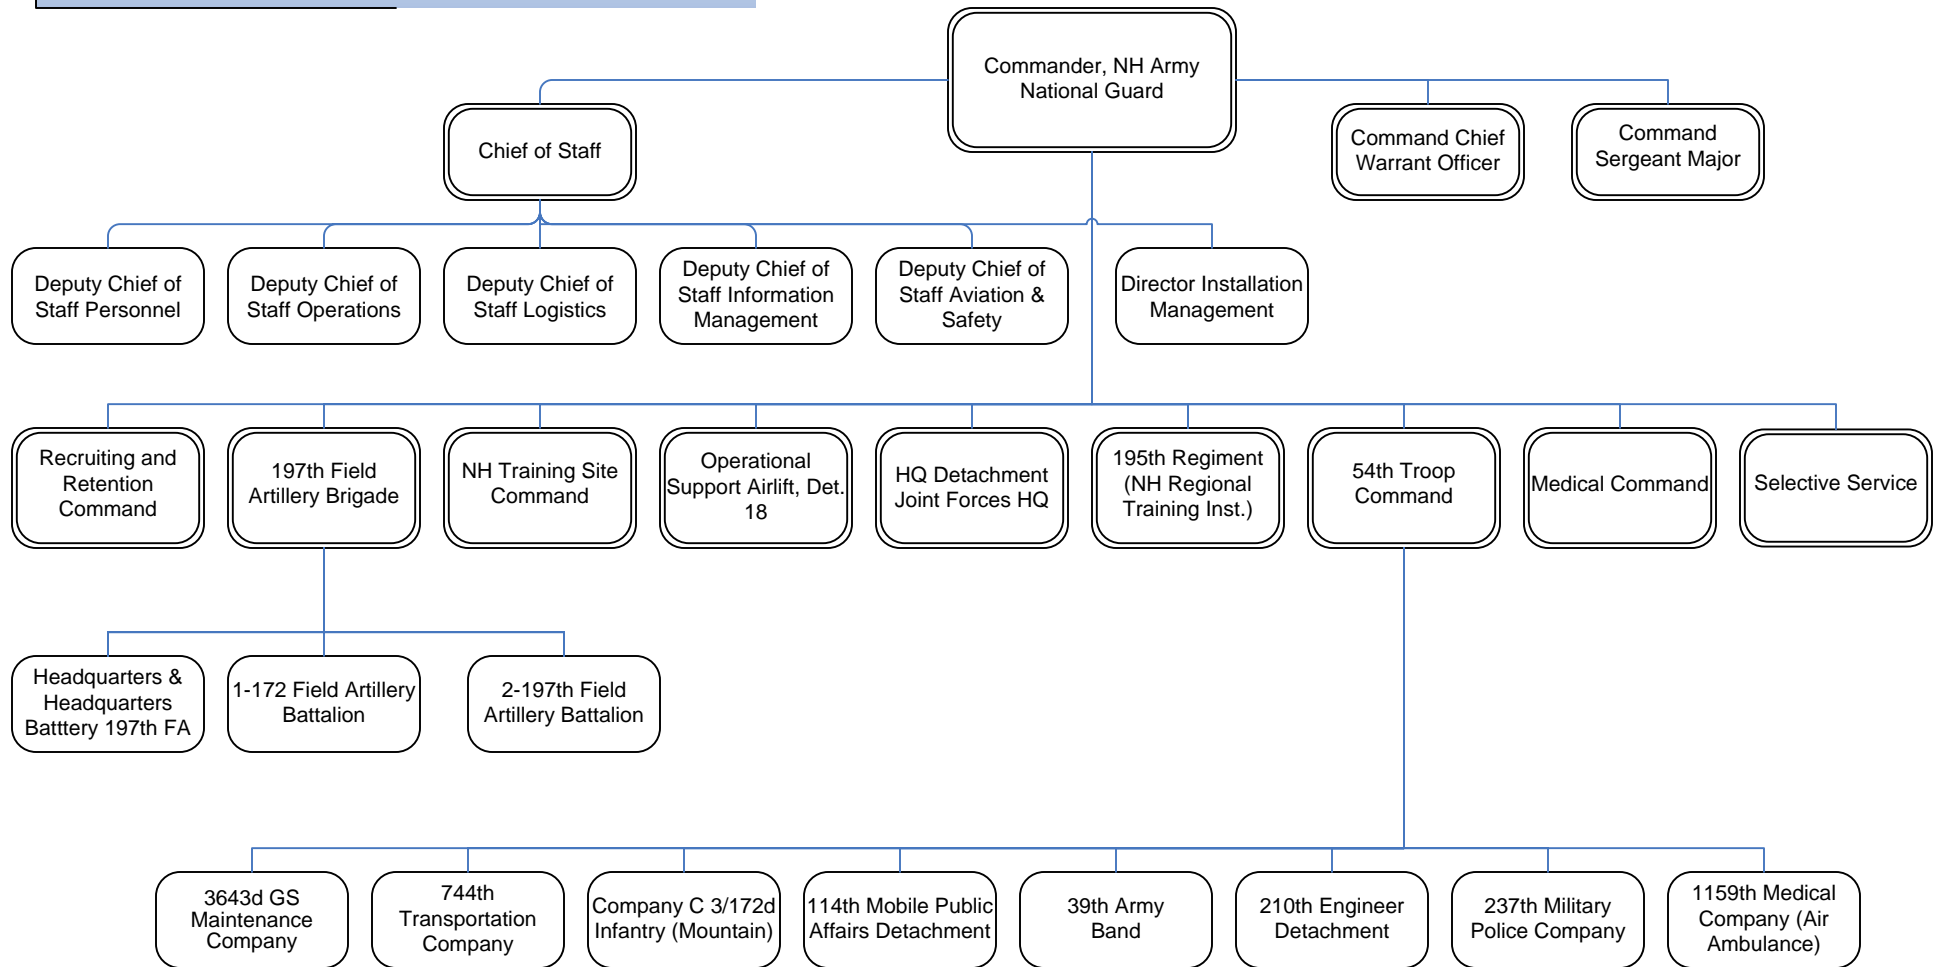 Commander, NH Army
National Guard
Chief of Staff
Command Chief
Warrant Officer
Command
Sergeant Major
Deputy Chief of
Staff Personnel
Deputy Chief of
Staff Operations
Deputy Chief of
Staff Logistics
Deputy Chief of
Staff Information
Management
Deputy Chief of
Staff Aviation &
Safety
Director Installation
Management
Recruiting and
Retention
Command
197th Field
Artillery Brigade
NH Training Site
Command
Operational
Support Airlift, Det.
18
HQ Detachment
Joint Forces HQ
195th Regiment
(NH Regional
Training Inst.)
54th Troop
Command
Medical Command
Selective Service
Headquarters &
Headquarters
Batttery 197th FA
1-172 Field Artillery
Battalion
2-197th Field
Artillery Battalion
3643d GS
Maintenance
Company
744th
Transportation
Company
Company C 3/172d
Infantry (Mountain)
114th Mobile Public
Affairs Detachment
39th Army
Band
210th Engineer
Detachment
237th Military
Police Company
1159th Medical
Company (Air
Ambulance)